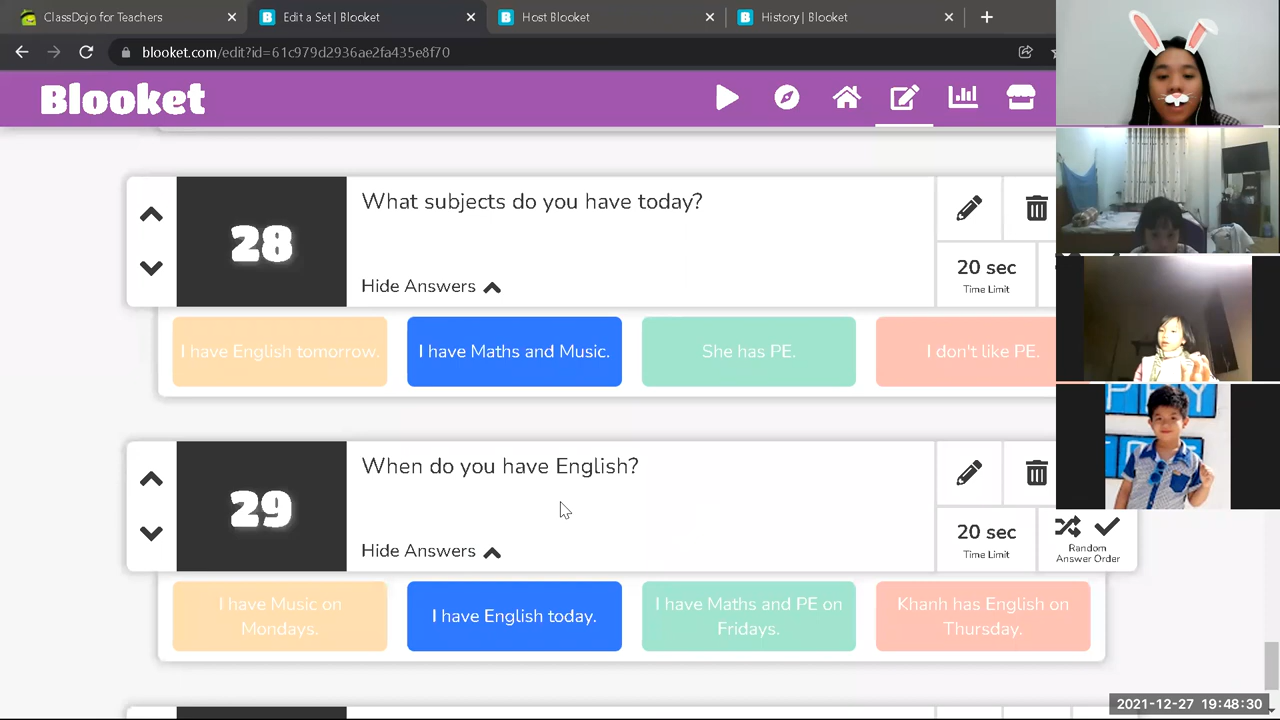 ClassDojo for Teachers
Edit a Set | Blooket
Host Blooket
History | Blooket
blooket.com/edit?id=61c979d2936ae2fa435e8f70
Blooket
28
What subjects do you have today?
Hide Answers
20 sec
Time Limit
I have English tomorrow.
I have Maths and Music.
She has PE.
I don't like PE.
29
When do you have English?
Hide Answers
20 sec
Time Limit
Random
Answer Order
I have Music on
Mondays.
I have English today.
I have Maths and PE on
Fridays.
Khanh has English on
Thursday.
2021-12-27 19:48:30